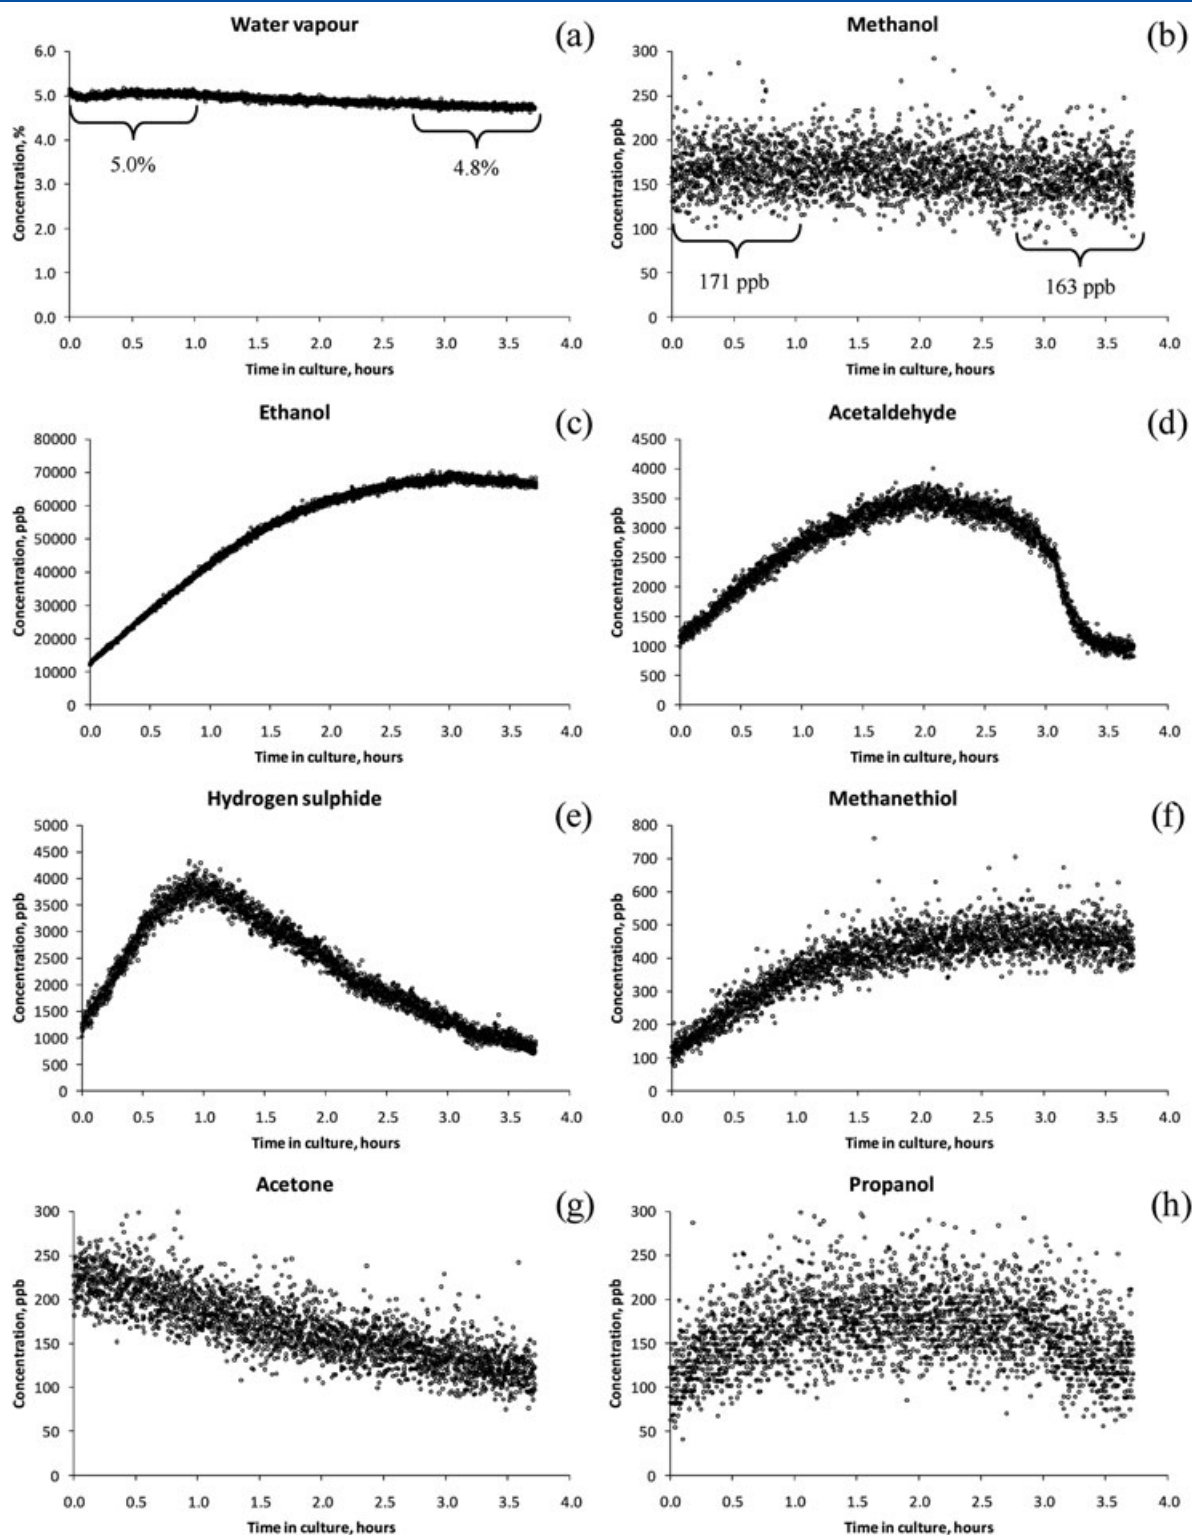 Water vapour
(a)
Concentration, %
6.0
5.0
4.0
3.0
2.0
1.0
0.0
5.0%
4.8%
0.0 0.5 1.0 1.5 2.0 2.5 3.0 3.5 4.0
Time in culture, hours
Methanol
(b)
Concentration, ppb
300
250
200
150
100
50
0
171 ppb
163 ppb
0.0 0.5 1.0 1.5 2.0 2.5 3.0 3.5 4.0
Time in culture, hours
Ethanol
(c)
Concentration, ppb
80000
70000
60000
50000
40000
30000
20000
10000
0
0.0 0.5 1.0 1.5 2.0 2.5 3.0 3.5 4.0
Time in culture, hours
Acetaldehyde
(d)
Concentration, ppb
4500
4000
3500
3000
2500
2000
1500
1000
500
0
0.0 0.5 1.0 1.5 2.0 2.5 3.0 3.5 4.0
Time in culture, hours
Hydrogen sulphide
(e)
Concentration, ppb
5000
4500
4000
3500
3000
2500
2000
1500
1000
500
0
0.0 0.5 1.0 1.5 2.0 2.5 3.0 3.5 4.0
Time in culture, hours
Methanethiol
(f)
Concentration, ppb
800
700
600
500
400
300
200
100
0
0.0 0.5 1.0 1.5 2.0 2.5 3.0 3.5 4.0
Time in culture, hours
Acetone
(g)
Concentration, ppb
300
250
200
150
100
50
0
0.0 0.5 1.0 1.5 2.0 2.5 3.0 3.5 4.0
Time in culture, hours
Propanol
(h)
Concentration, ppb
300
250
200
150
100
50
0
0.0 0.5 1.0 1.5 2.0 2.5 3.0 3.5 4.0
Time in culture, hours